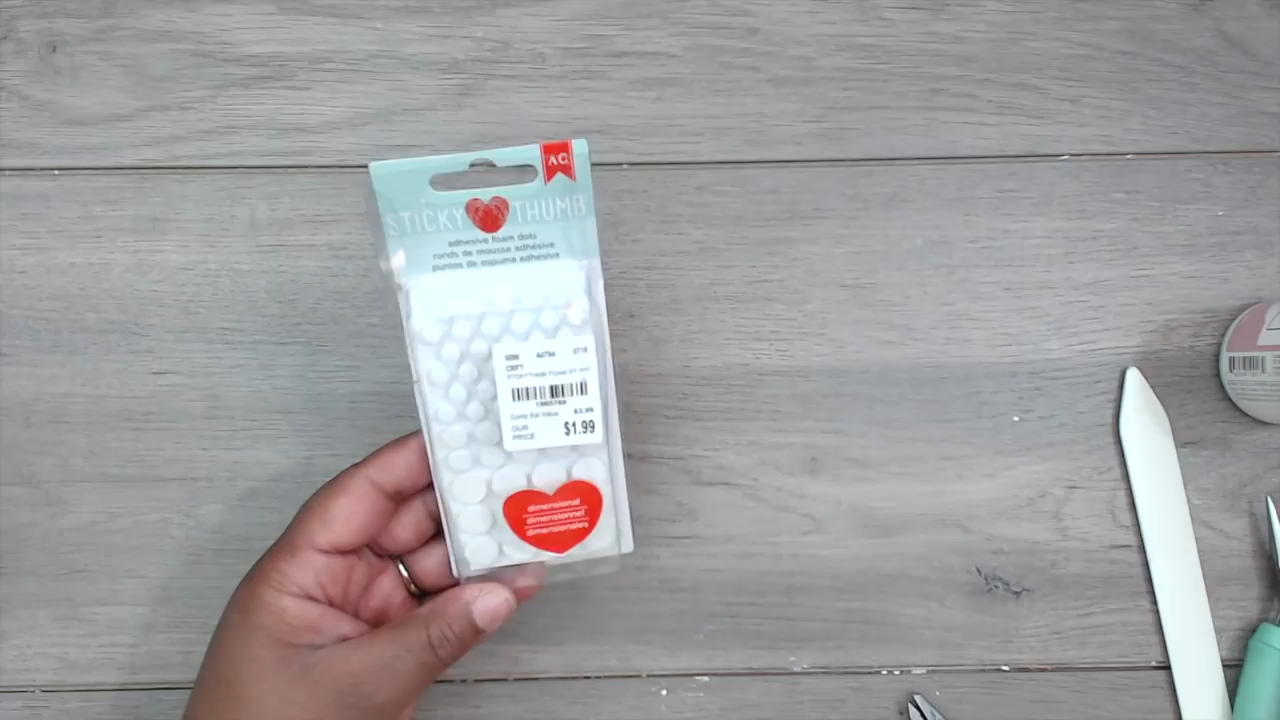 AC
STICKY THUMB
adhesive foam dots
ronds de mousse adhésive
puntos de espuma adhesiva
CRFT
Comp Est Value $3.99
OUR PRICE $1.99
dimensional
dimensionnel
dimensionales